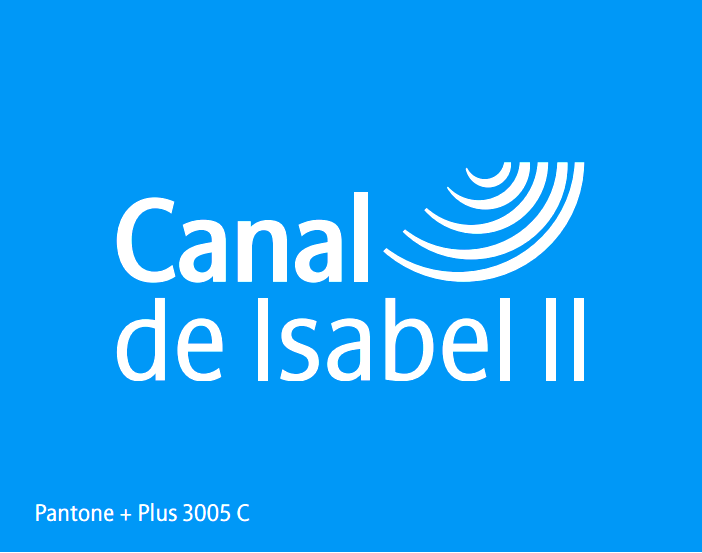 Canal
de Isabel II
Pantone + Plus 3005 C